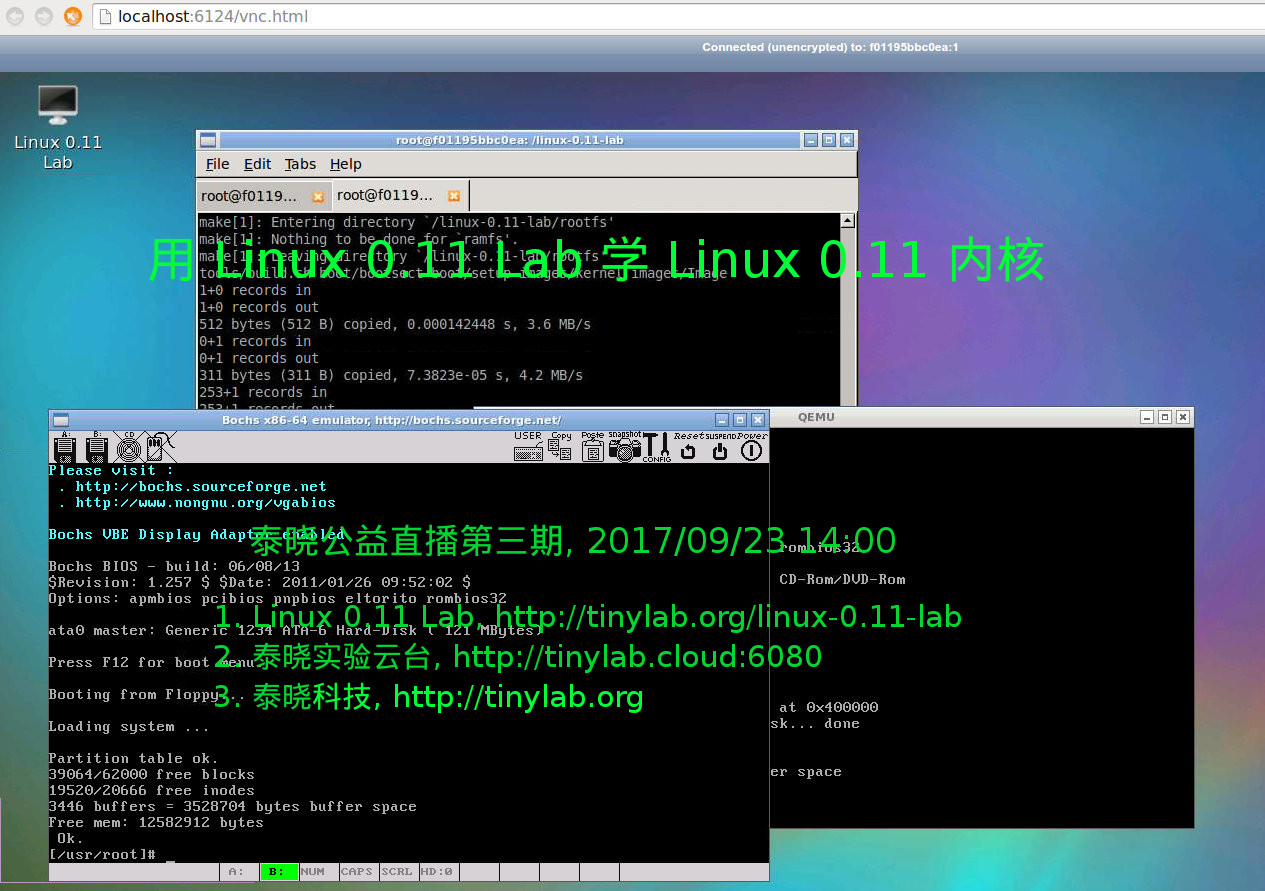 localhost:6124/vnc.html
Connected (unencrypted) to: f01195bbc0ea:1
Linux 0.11
Lab
root@f01195bbc0ea: /linux-0.11-lab
File Edit Tabs Help
root@f0119... root@f0119...
make[1]: Entering directory `/linux-0.11-lab/rootfs'
make[1]: Nothing to be done for `ramfs'.
用 Linux 0.11 Lab 学 Linux 0.11 内核
make[1]: Leaving directory `/linux-0.11-lab/rootfs'
tools/build.sh boot/bootsect boot/setup images/kernel images/Image
1+0 records in
1+0 records out
512 bytes (512 B) copied, 0.000142448 s, 3.6 MB/s
0+1 records in
0+1 records out
311 bytes (311 B) copied, 7.3823e-05 s, 4.2 MB/s
253+1 records in
253+1 records out
Bochs x86-64 emulator, http://bochs.sourceforge.net/
QEMU
A: B: CD USER Copy Paste snapshot CONFIG Reset SUSPEND Power
Please visit :
. http://bochs.sourceforge.net
. http://www.nongnu.org/vgabios
Bochs VBE Display Adapter enabled
泰晓公益直播第三期, 2017/09/23 14:00
rombios32
Bochs BIOS - build: 06/08/13
$Revision: 1.257 $ $Date: 2011/01/26 09:52:02 $
CD-Rom/DVD-Rom
Options: apmbios pcibios pnpbios eltorito rombios32
1. Linux 0.11 Lab, http://tinylab.org/linux-0.11-lab
ata0 master: Generic 1234 ATA-6 Hard-Disk ( 121 MBytes)
2. 泰晓实验云台, http://tinylab.cloud:6080
Press F12 for boot menu.
3. 泰晓科技, http://tinylab.org
Booting from Floppy...
at 0x400000
Loading system ...
sk... done
Partition table ok.
39064/62000 free blocks
er space
19520/20666 free inodes
3446 buffers = 3528704 bytes buffer space
Free mem: 12582912 bytes
Ok.
[/usr/root]# _
A: B: NUM CAPS SCRL HD:0